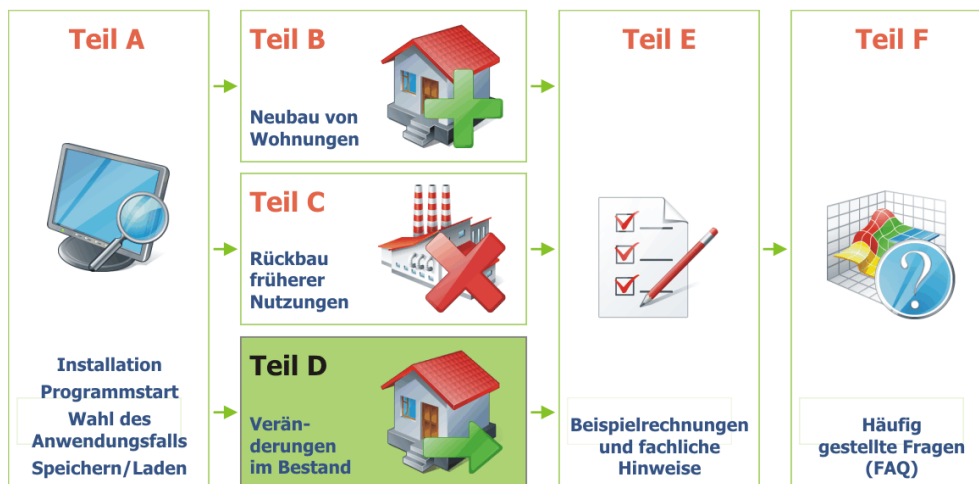 Teil A
Installation
Programmstart
Wahl des
Anwendungsfalls
Speichern/Laden
Teil B
Neubau von
Wohnungen
Teil C
Rückbau
früherer
Nutzungen
Teil D
Verän-
derungen
im Bestand
Teil E
Beispielrechnungen
und fachliche
Hinweise
Teil F
Häufig
gestellte Fragen
(FAQ)